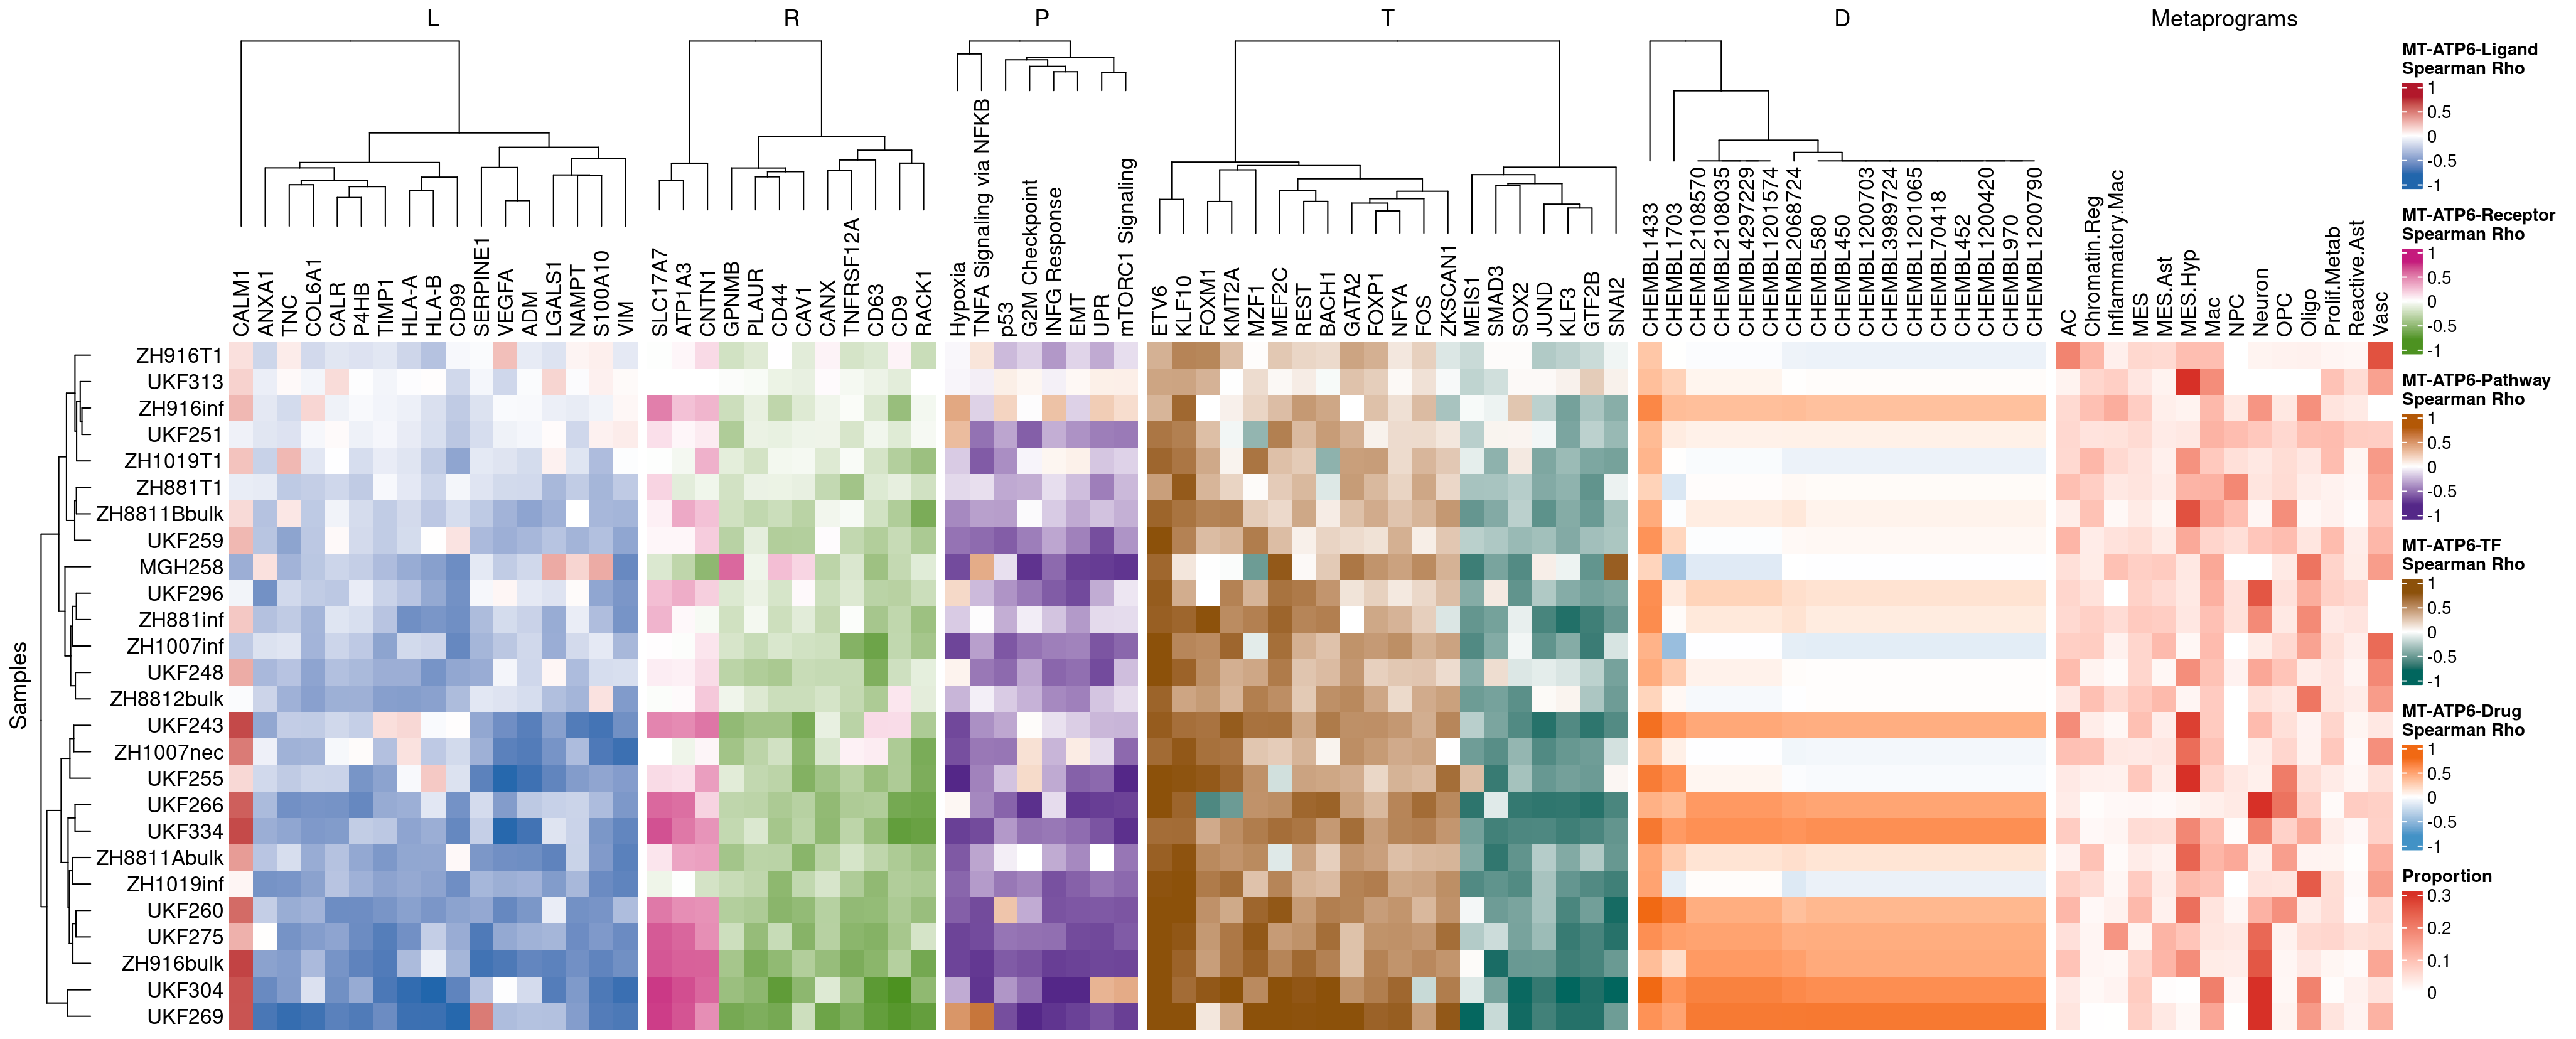 L
R
P
T
D
Metaprograms
CALM1
ANXA1
TNC
COL6A1
CALR
P4HB
TIMP1
HLA-A
HLA-B
CD99
SERPINE1
VEGFA
ADM
LGALS1
NAMPT
S100A10
VIM
SLC17A7
ATP1A3
CNTN1
GPNMB
PLAUR
CD44
CAV1
CANX
TNFRSF12A
CD63
CD9
RACK1
Hypoxia
TNFA Signaling via NFKB
p53
G2M Checkpoint
INFG Response
EMT
UPR
mTORC1 Signaling
ETV6
KLF10
FOXM1
KMT2A
MZF1
MEF2C
REST
BACH1
GATA2
FOXP1
NFYA
FOS
ZKSCAN1
MEIS1
SMAD3
SOX2
JUND
KLF3
GTF2B
SNAI2
CHEMBL1433
CHEMBL1703
CHEMBL2108570
CHEMBL2108035
CHEMBL4297229
CHEMBL1201574
CHEMBL2068724
CHEMBL580
CHEMBL450
CHEMBL1200703
CHEMBL3989724
CHEMBL1201065
CHEMBL70418
CHEMBL452
CHEMBL1200420
CHEMBL970
CHEMBL1200790
AC
Chromatin.Reg
Inflammatory.Mac
MES
MES.Ast
MES.Hyp
Mac
NPC
Neuron
OPC
Oligo
Prolif.Metab
Reactive.Ast
Vasc
Samples
ZH916T1
UKF313
ZH916inf
UKF251
ZH1019T1
ZH881T1
ZH8811Bbulk
UKF259
MGH258
UKF296
ZH881inf
ZH1007inf
UKF248
ZH8812bulk
UKF243
ZH1007nec
UKF255
UKF266
UKF334
ZH8811Abulk
ZH1019inf
UKF260
UKF275
ZH916bulk
UKF304
UKF269
MT-ATP6-Ligand
Spearman Rho
1
0.5
0
-0.5
-1
MT-ATP6-Receptor
Spearman Rho
1
0.5
0
-0.5
-1
MT-ATP6-Pathway
Spearman Rho
1
0.5
0
-0.5
-1
MT-ATP6-TF
Spearman Rho
1
0.5
0
-0.5
-1
MT-ATP6-Drug
Spearman Rho
1
0.5
0
-0.5
-1
Proportion
0.3
0.2
0.1
0